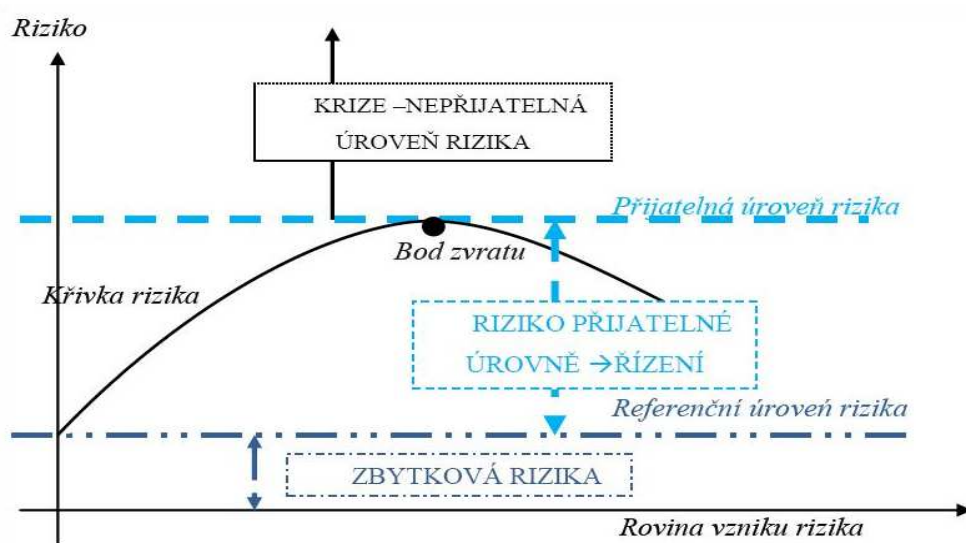 Riziko
KRIZE –NEPŘIJATELNÁ
ÚROVEŇ RIZIKA
Přijatelná úroveň rizika
Bod zvratu
Křivka rizika
RIZIKO PŘIJATELNÉ
ÚROVNĚ →ŘÍZENÍ
Referenční úroveň rizika
ZBYTKOVÁ RIZIKA
Rovina vzniku rizika